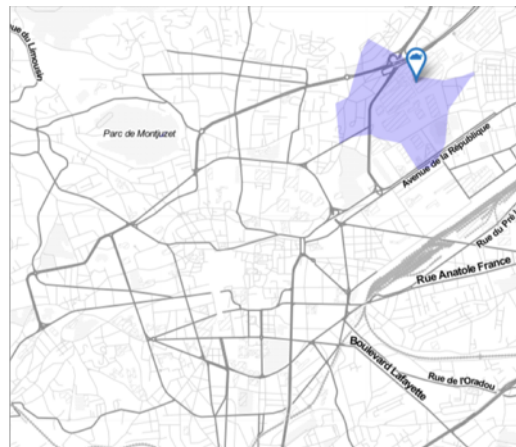 ue du Limousin
Parc de Montjuzet
Avenue de la République
Rue du Pré l
Rue Anatole France
Boulevard Lafayette
Rue de l'Oradou